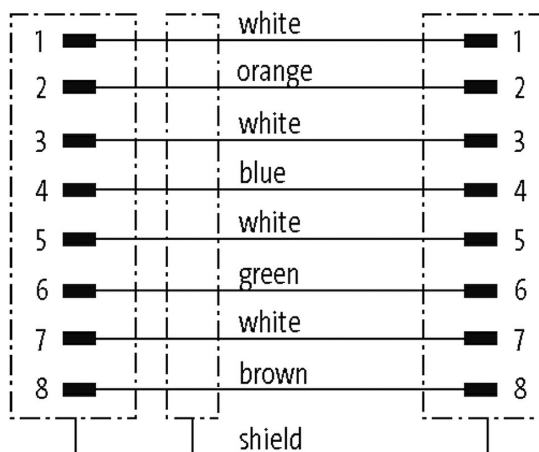 1 white 1
2 orange 2
3 white 3
4 blue 4
5 white 5
6 green 6
7 white 7
8 brown 8
shield